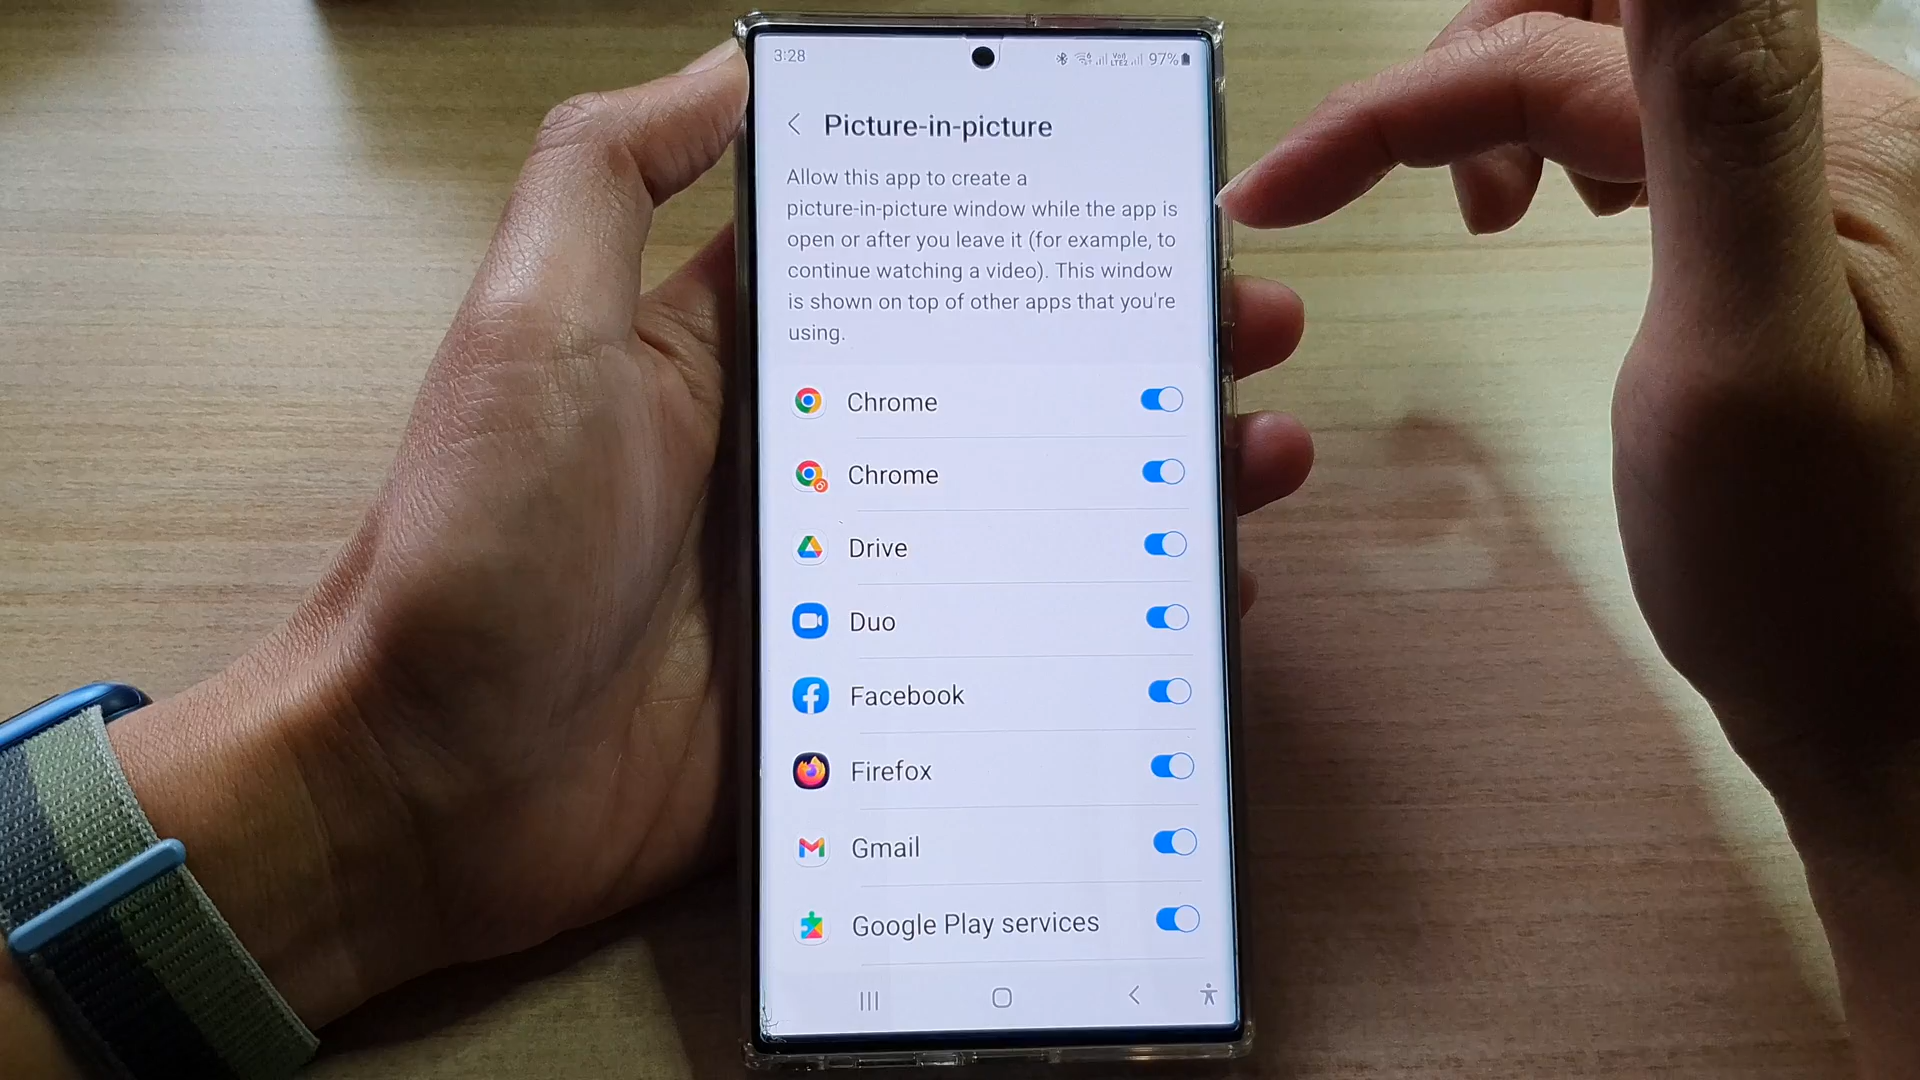 3:28 97%
Picture-in-picture
Allow this app to create a
picture-in-picture window while the app is
open or after you leave it (for example, to
continue watching a video). This window
is shown on top of other apps that you're
using.
Chrome
Chrome
Drive
Duo
Facebook
Firefox
Gmail
Google Play services